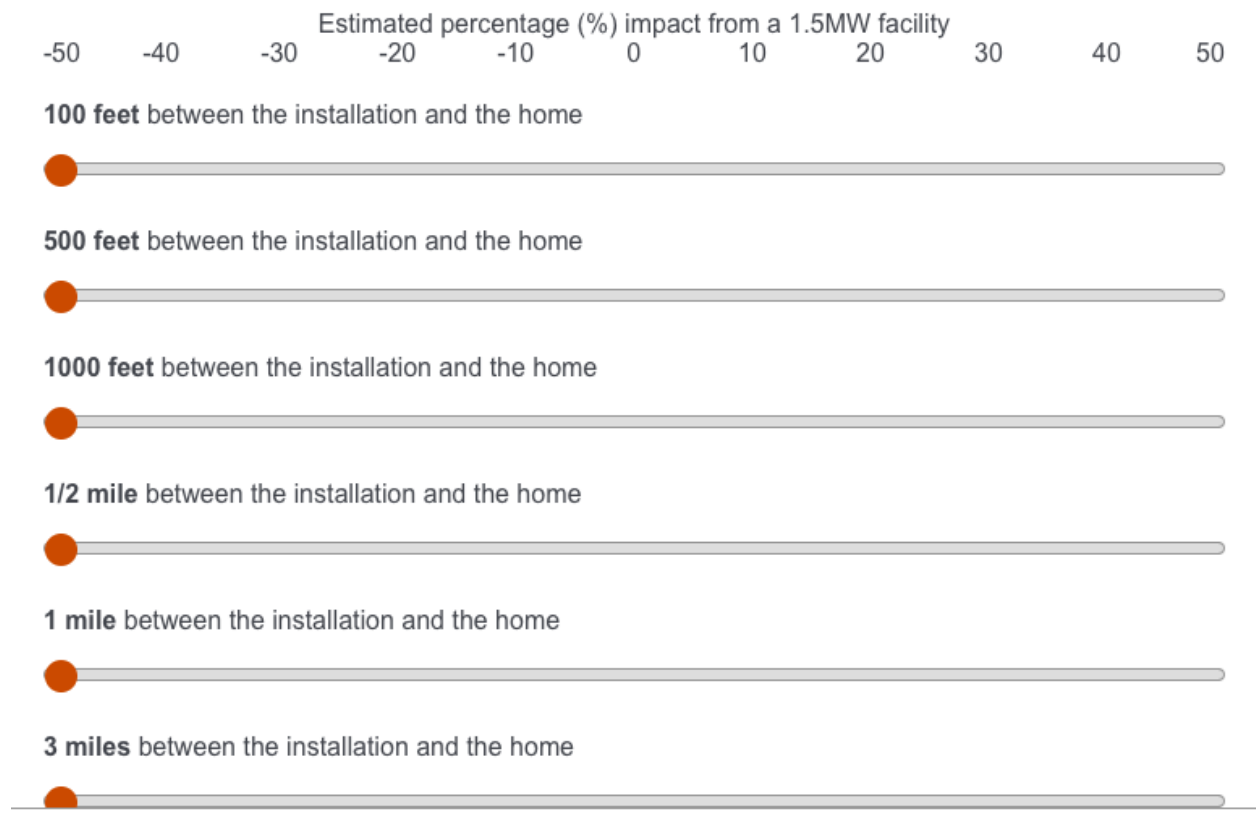 Estimated percentage (%) impact from a 1.5MW facility
-50 -40 -30 -20 -10 0 10 20 30 40 50
100 feet between the installation and the home
500 feet between the installation and the home
1000 feet between the installation and the home
1/2 mile between the installation and the home
1 mile between the installation and the home
3 miles between the installation and the home